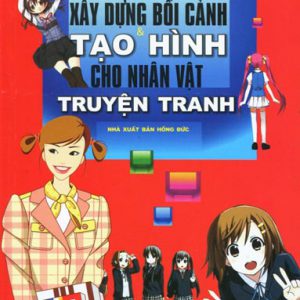 XÂY DỰNG BỐI CẢNH
&
TẠO HÌNH
CHO NHÂN VẬT
TRUYỆN TRANH
NHÀ XUẤT BẢN HỒNG ĐỨC